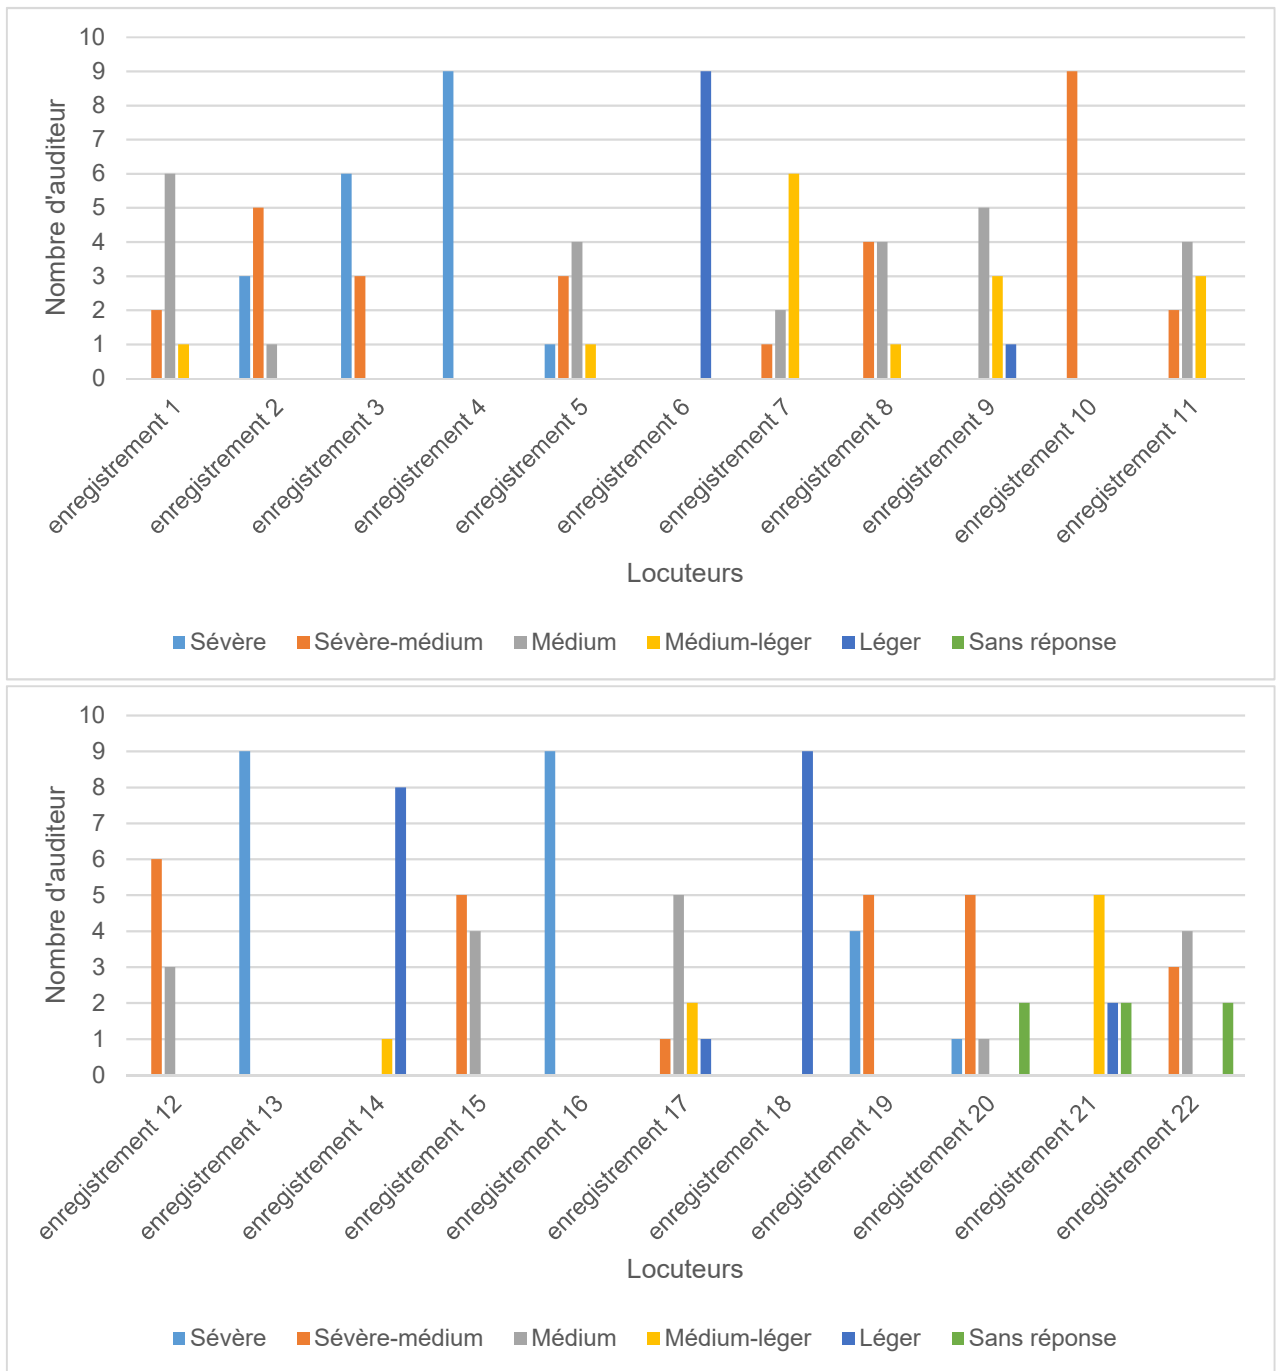 10
9
8
7
6
5
4
3
2
1
0
Nombre d'auditeur
enregistrement 1
enregistrement 2
enregistrement 3
enregistrement 4
enregistrement 5
enregistrement 6
enregistrement 7
enregistrement 8
enregistrement 9
enregistrement 10
enregistrement 11
Locuteurs
Sévère Sévère-médium Médium Médium-léger Léger Sans réponse
10
9
8
7
6
5
4
3
2
1
0
Nombre d'auditeur
enregistrement 12
enregistrement 13
enregistrement 14
enregistrement 15
enregistrement 16
enregistrement 17
enregistrement 18
enregistrement 19
enregistrement 20
enregistrement 21
enregistrement 22
Locuteurs
Sévère Sévère-médium Médium Médium-léger Léger Sans réponse